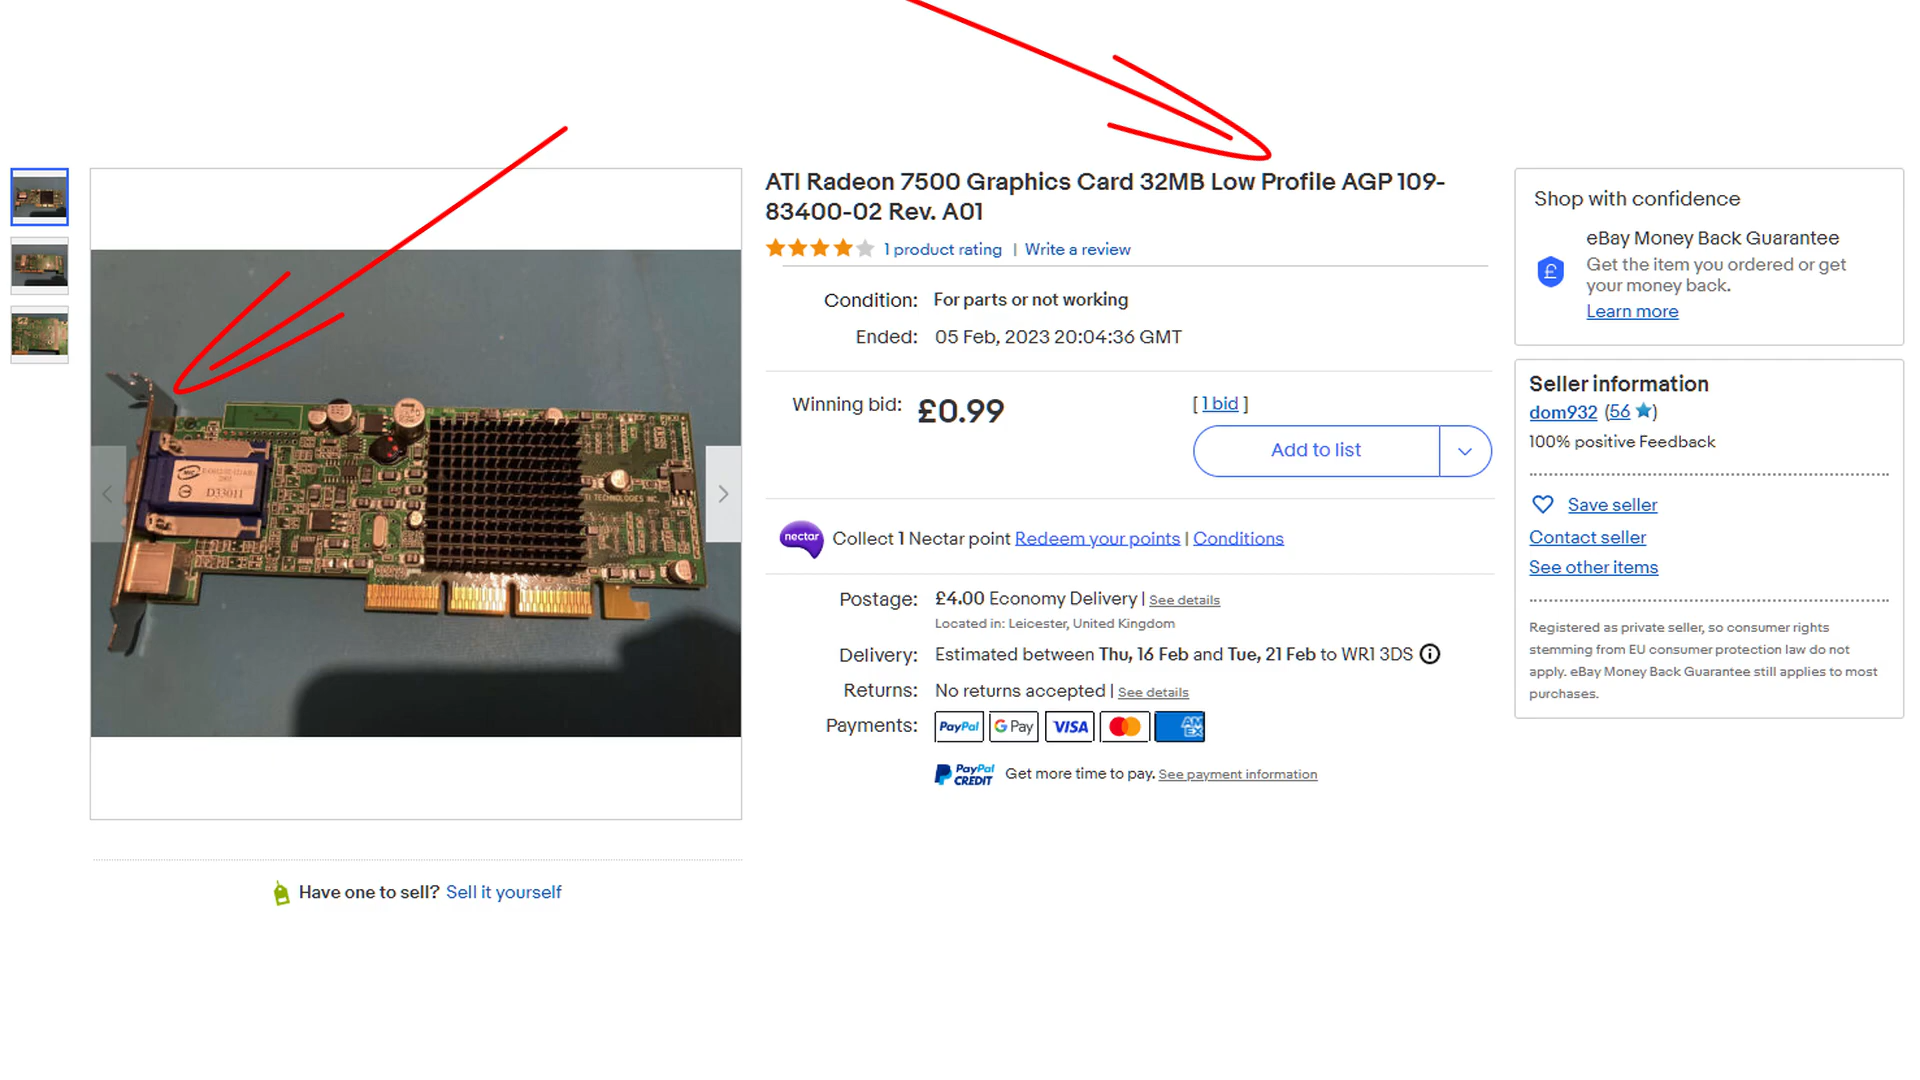 ATI Radeon 7500 Graphics Card 32MB Low Profile AGP 109-
83400-02 Rev. A01
1 product rating | Write a review
Condition: For parts or not working
Ended: 05 Feb, 2023 20:04:36 GMT
Winning bid: £0.99
[ 1 bid ]
Add to list
nectar Collect 1 Nectar point Redeem your points | Conditions
Postage: £4.00 Economy Delivery | See details
Located in: Leicester, United Kingdom
Delivery: Estimated between Thu, 16 Feb and Tue, 21 Feb to WR1 3DS
Returns: No returns accepted | See details
Payments: PayPal G Pay VISA AM EX
PayPal CREDIT Get more time to pay. See payment information
D33011
TI TECHNOLOGIES INC.
Have one to sell? Sell it yourself
Shop with confidence
eBay Money Back Guarantee
£
Get the item you ordered or get
your money back.
Learn more
Seller information
dom932 (56)
100% positive Feedback
Save seller
Contact seller
See other items
Registered as private seller, so consumer rights
stemming from EU consumer protection law do not
apply. eBay Money Back Guarantee still applies to most
purchases.